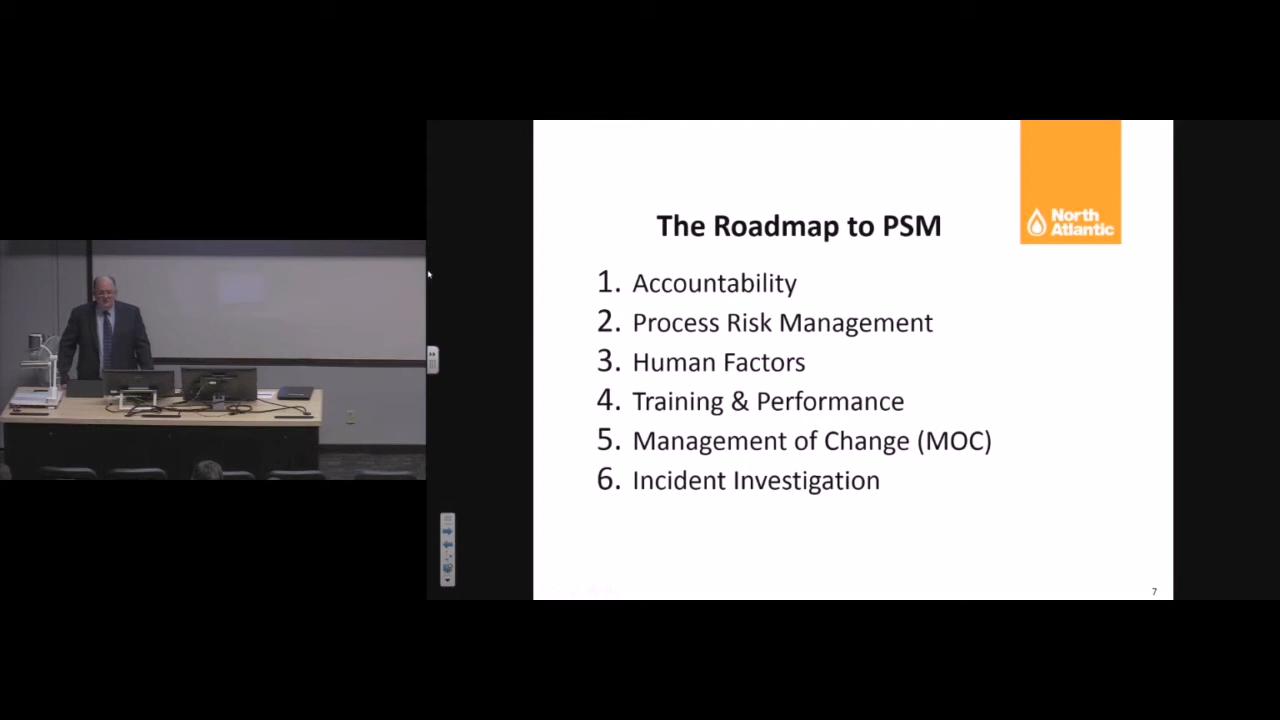 The Roadmap to PSM
North
Atlantic
1. Accountability
2. Process Risk Management
3. Human Factors
4. Training & Performance
5. Management of Change (MOC)
6. Incident Investigation
7